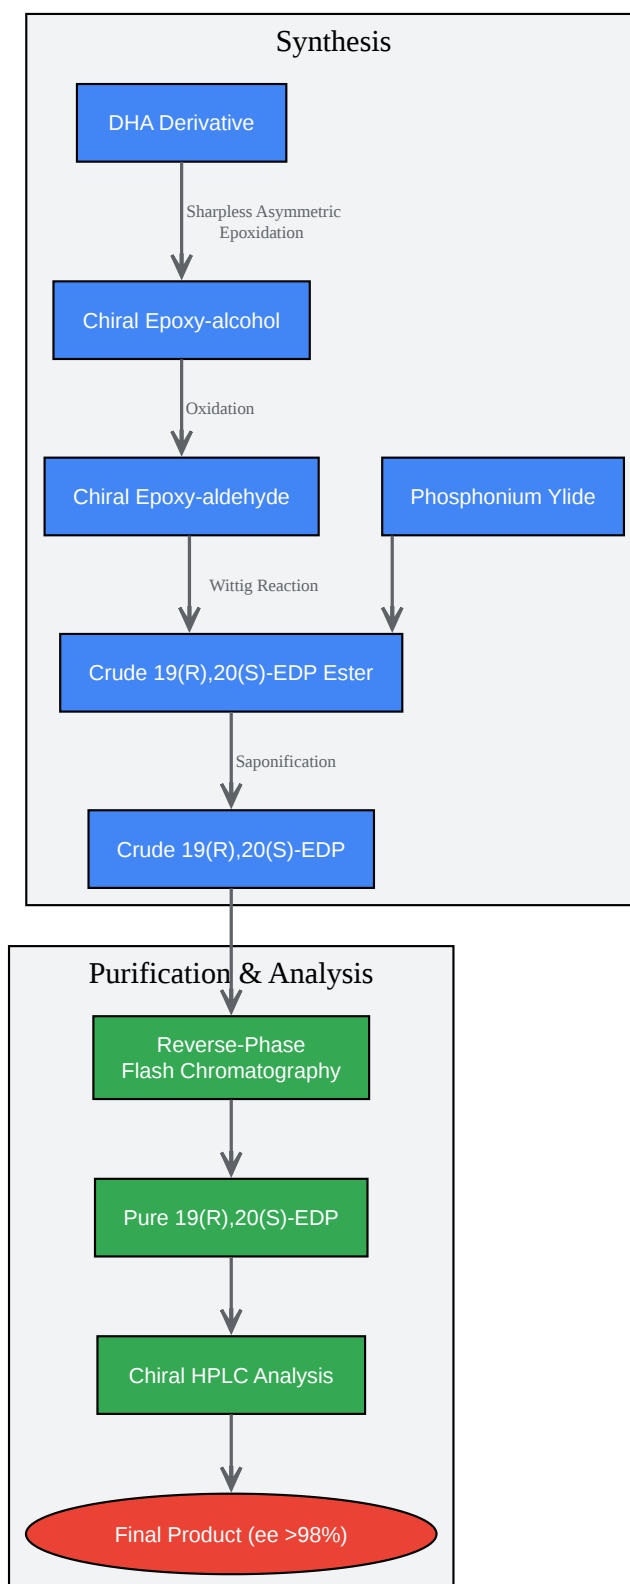 Synthesis
DHA Derivative
Sharpless Asymmetric
Epoxidation
Chiral Epoxy-alcohol
Oxidation
Chiral Epoxy-aldehyde
Phosphonium Ylide
Wittig Reaction
Crude 19(R),20(S)-EDP Ester
Saponification
Crude 19(R),20(S)-EDP
Purification & Analysis
Reverse-Phase
Flash Chromatography
Pure 19(R),20(S)-EDP
Chiral HPLC Analysis
Final Product (ee >98%)